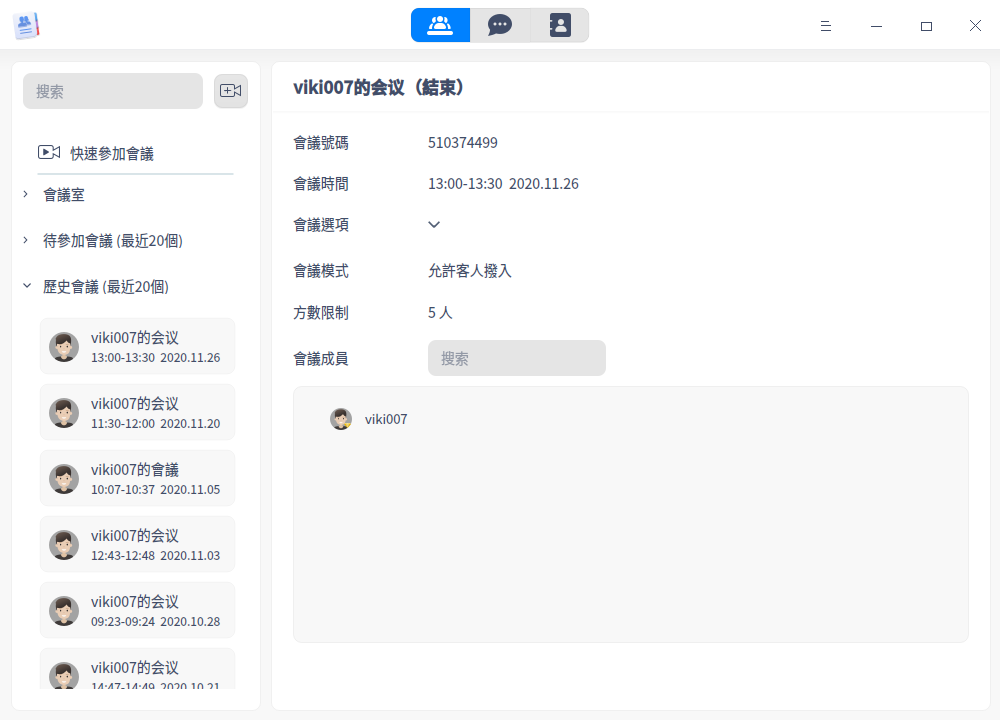 搜索
快速參加會議
會議室
待參加會議 (最近20個)
歷史會議 (最近20個)
viki007的会议
13:00-13:30 2020.11.26
viki007的会议
11:30-12:00 2020.11.20
viki007的會議
10:07-10:37 2020.11.05
viki007的会议
12:43-12:48 2020.11.03
viki007的会议
09:23-09:24 2020.10.28
viki007的会议
14:47-14:49 2020.10.21
viki007的会议（結束）
會議號碼 510374499
會議時間 13:00-13:30 2020.11.26
會議選項
會議模式 允許客人撥入
方數限制 5 人
會議成員 搜索
viki007